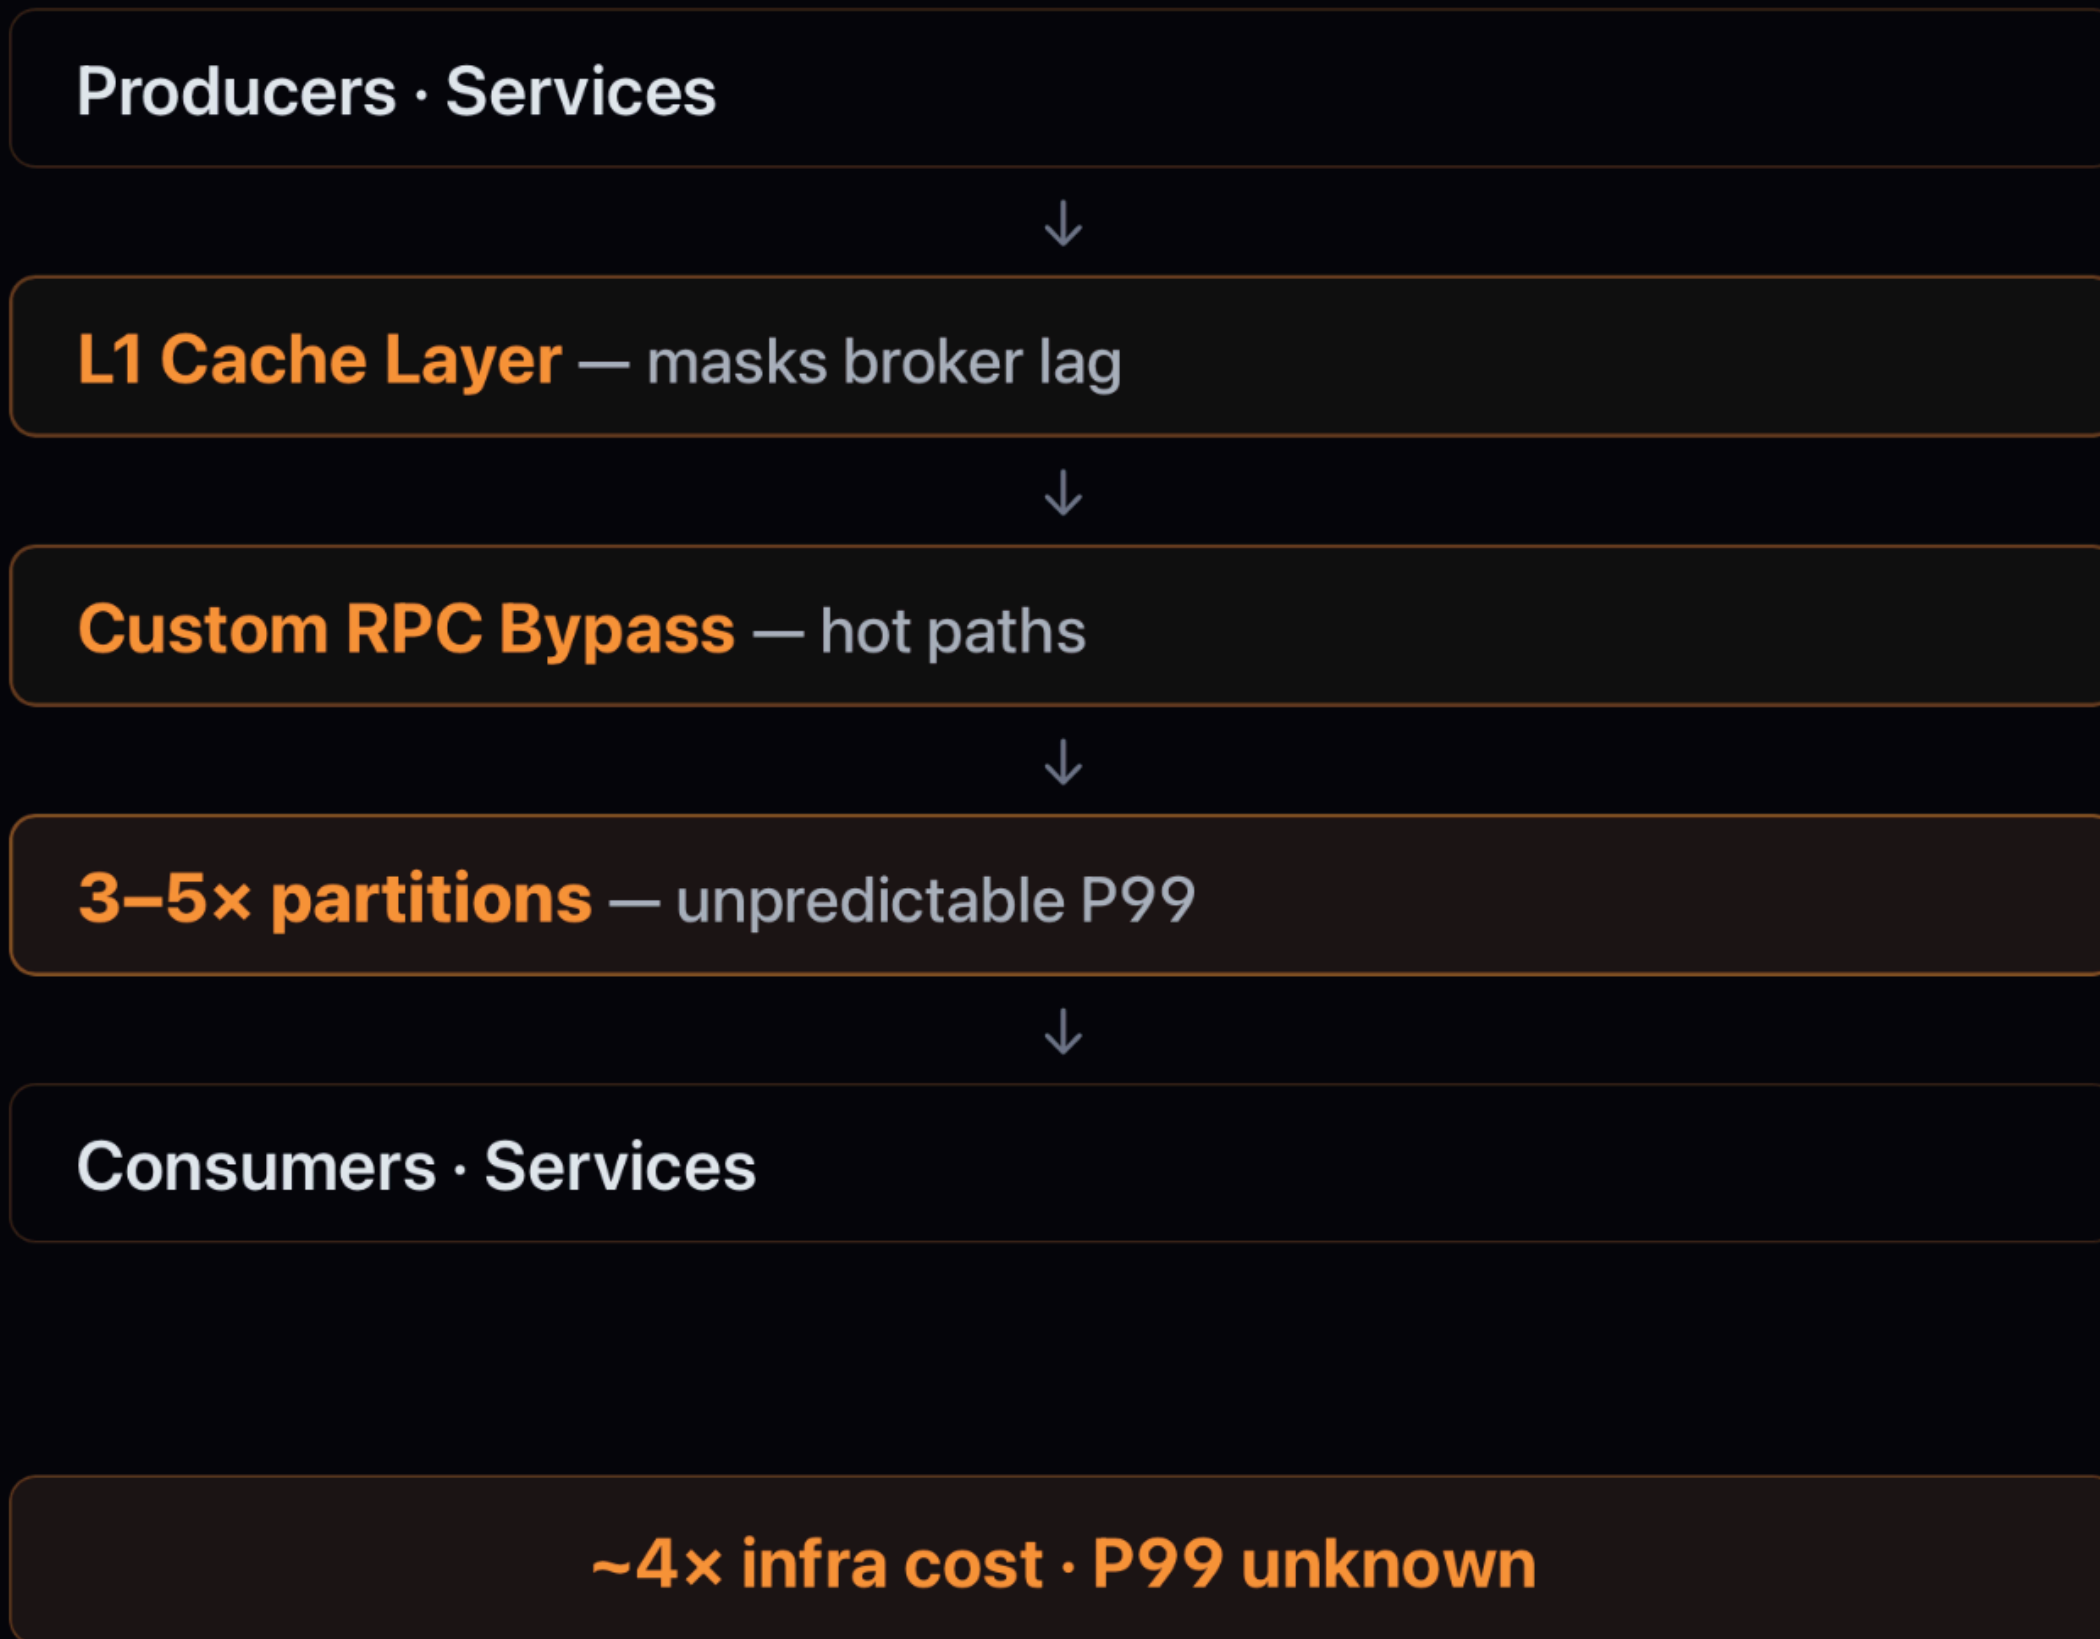 Producers · Services
↓
L1 Cache Layer — masks broker lag
↓
Custom RPC Bypass — hot paths
↓
3–5× partitions — unpredictable P99
↓
Consumers · Services
~4× infra cost · P99 unknown